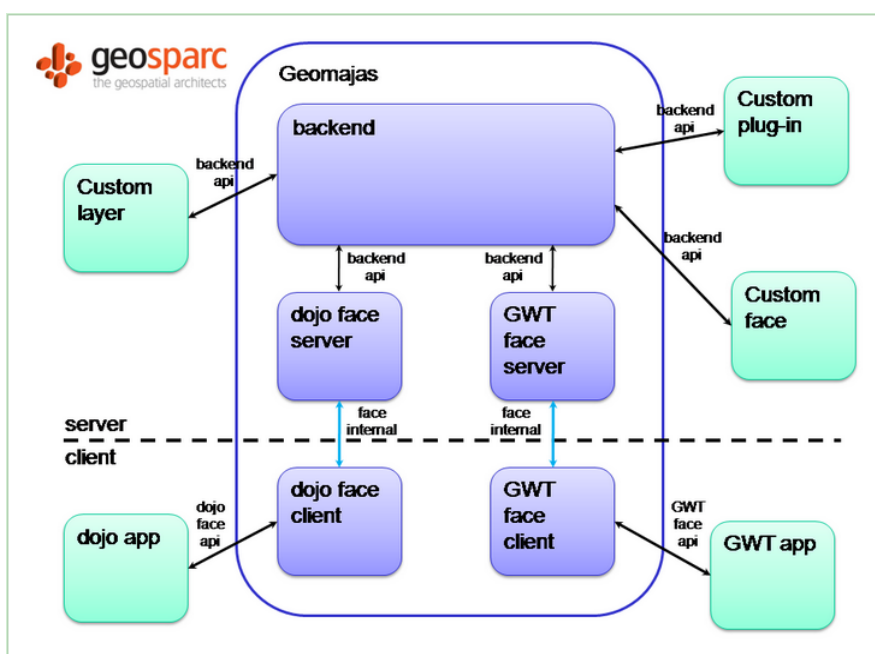 geosparc
the geospatial architects
Geomajas
backend
Custom
plug-in
backend
api
backend
api
Custom
layer
backend
api
backend
api
backend
api
Custom
face
dojo face
server
GWT
face
server
face
internal
face
internal
server
client
dojo face
client
GWT
face
client
dojo
face
api
GWT
face
api
dojo app
GWT app